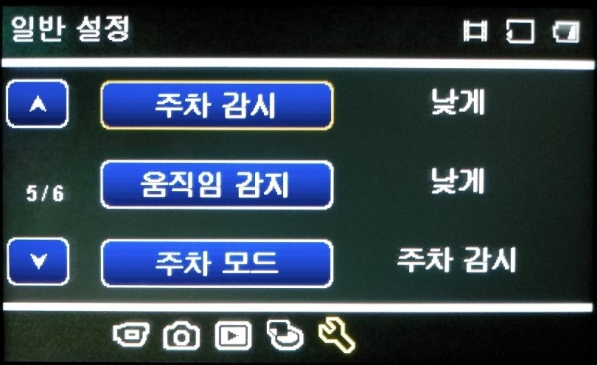 일반 설정
주차 감시 낮게
움직임 감지 낮게
5/6
주차 모드 주차 감시